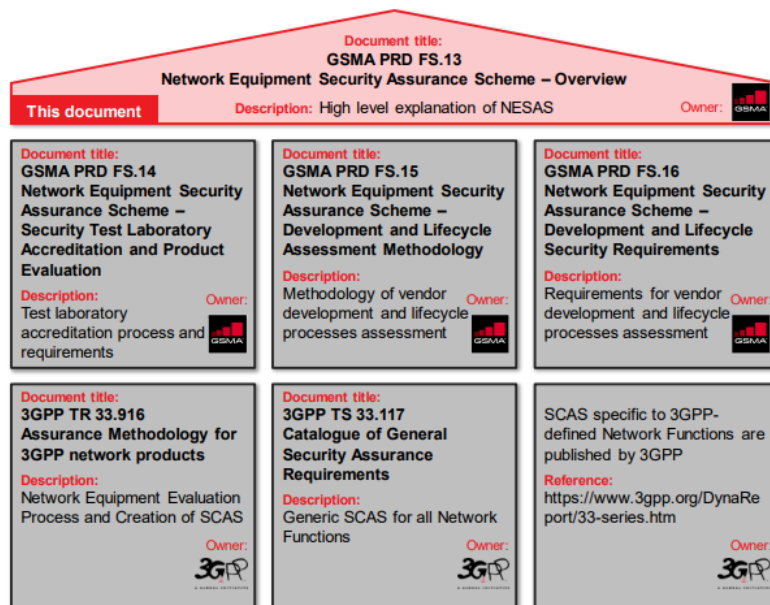 Document title:
GSMA PRD FS.13
Network Equipment Security Assurance Scheme – Overview
This document
Description: High level explanation of NESAS
Owner:
GSMA
Document title:
GSMA PRD FS.14
Network Equipment Security
Assurance Scheme –
Security Test Laboratory
Accreditation and Product
Evaluation
Description:
Test laboratory
accreditation process and
requirements
Owner:
GSMA
Document title:
GSMA PRD FS.15
Network Equipment Security
Assurance Scheme –
Development and Lifecycle
Assessment Methodology
Description:
Methodology of vendor
development and lifecycle
processes assessment
Owner:
GSMA
Document title:
GSMA PRD FS.16
Network Equipment Security
Assurance Scheme –
Development and Lifecycle
Security Requirements
Description:
Requirements for vendor
development and lifecycle
processes assessment
Owner:
GSMA
Document title:
3GPP TR 33.916
Assurance Methodology for
3GPP network products
Description:
Network Equipment Evaluation
Process and Creation of SCAS
Owner:
3GPP
A GLOBAL INITIATIVE
Document title:
3GPP TS 33.117
Catalogue of General
Security Assurance
Requirements
Description:
Generic SCAS for all Network
Functions
Owner:
3GPP
A GLOBAL INITIATIVE
SCAS specific to 3GPP-
defined Network Functions are
published by 3GPP
Reference:
https://www.3gpp.org/DynaRe
port/33-series.htm
Owner:
3GPP
A GLOBAL INITIATIVE